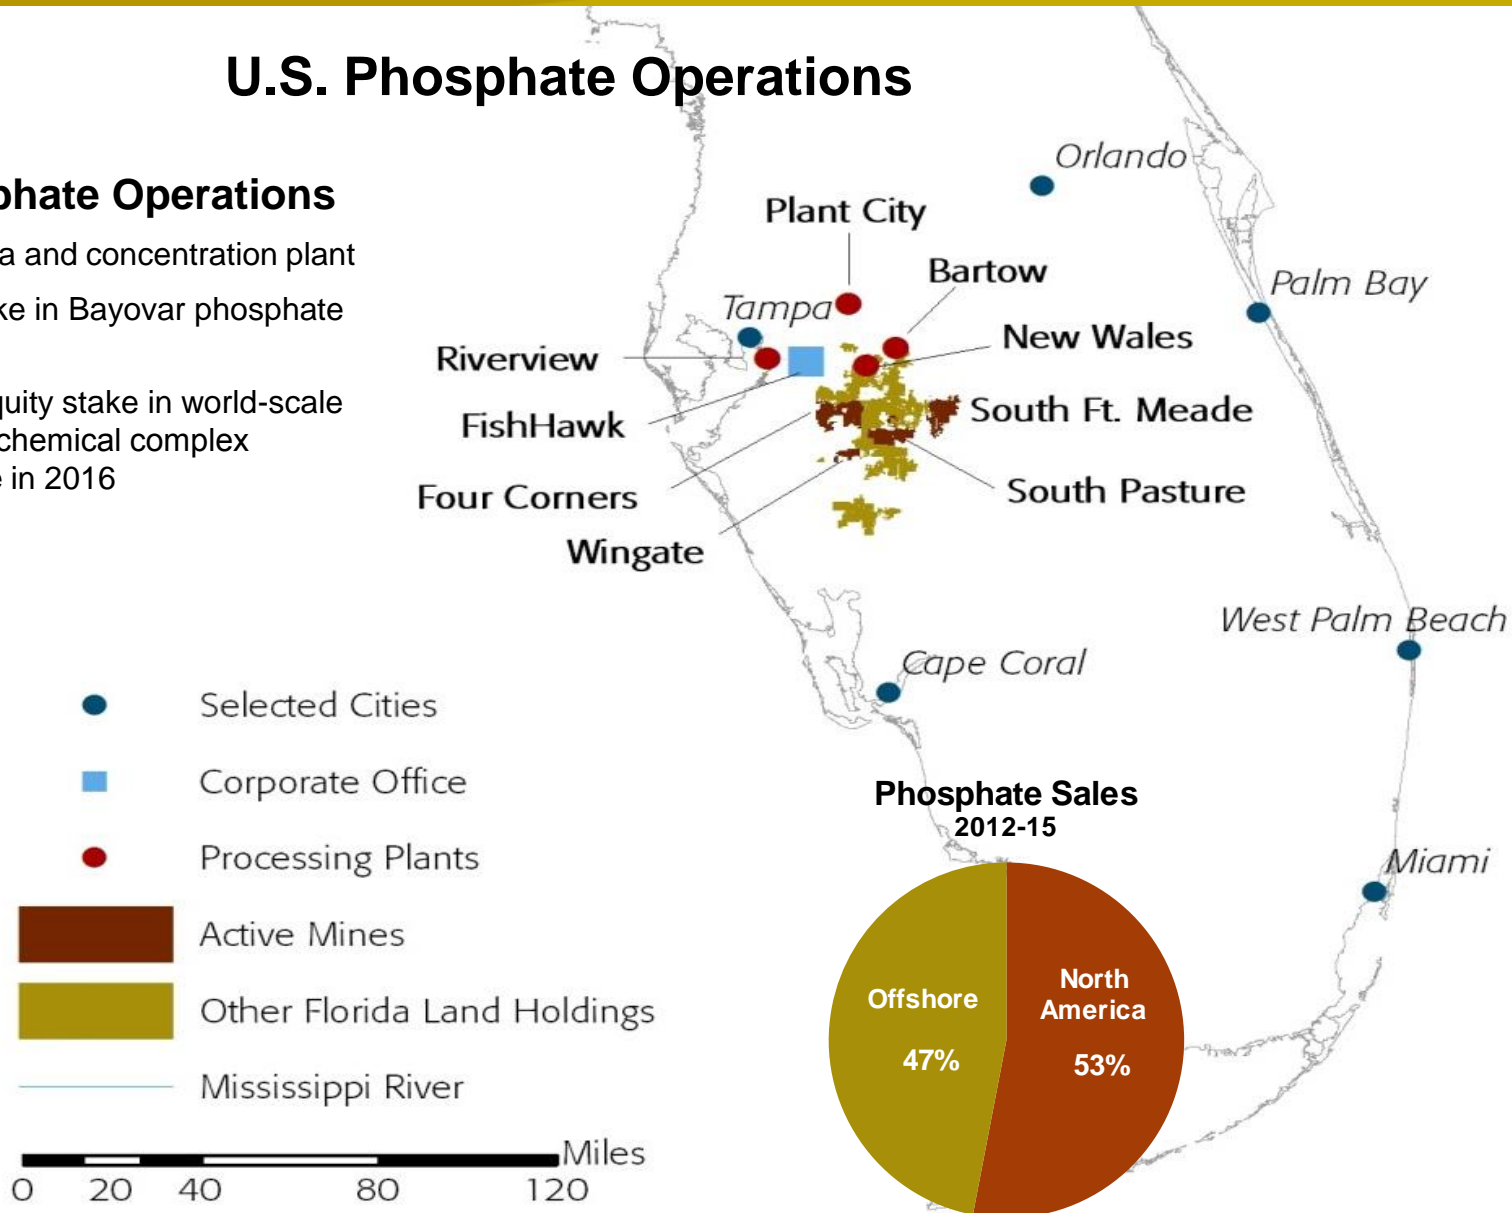 U.S. Phosphate Operations
phate Operations
a and concentration plant
ke in Bayovar phosphate
quity stake in world-scale
chemical complex
e in 2016
Orlando
Plant City
Bartow
Palm Bay
Tampa
New Wales
Riverview
South Ft. Meade
FishHawk
Four Corners
South Pasture
Wingate
West Palm Beach
Cape Coral
Selected Cities
Corporate Office
Processing Plants
Active Mines
Other Florida Land Holdings
Mississippi River
Miles
0 20 40 80 120
Phosphate Sales
2012-15
Miami
Offshore
47%
North
America
53%